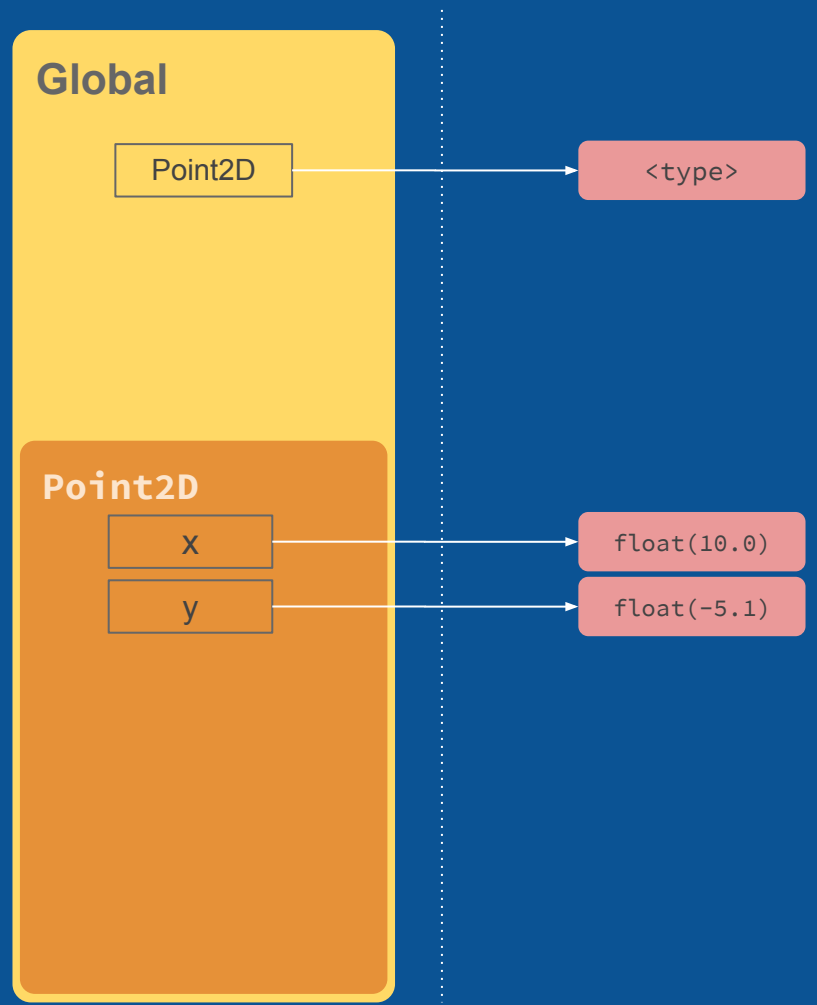 Global
Point2D
<type>
Point2D
x
float(10.0)
y
float(-5.1)